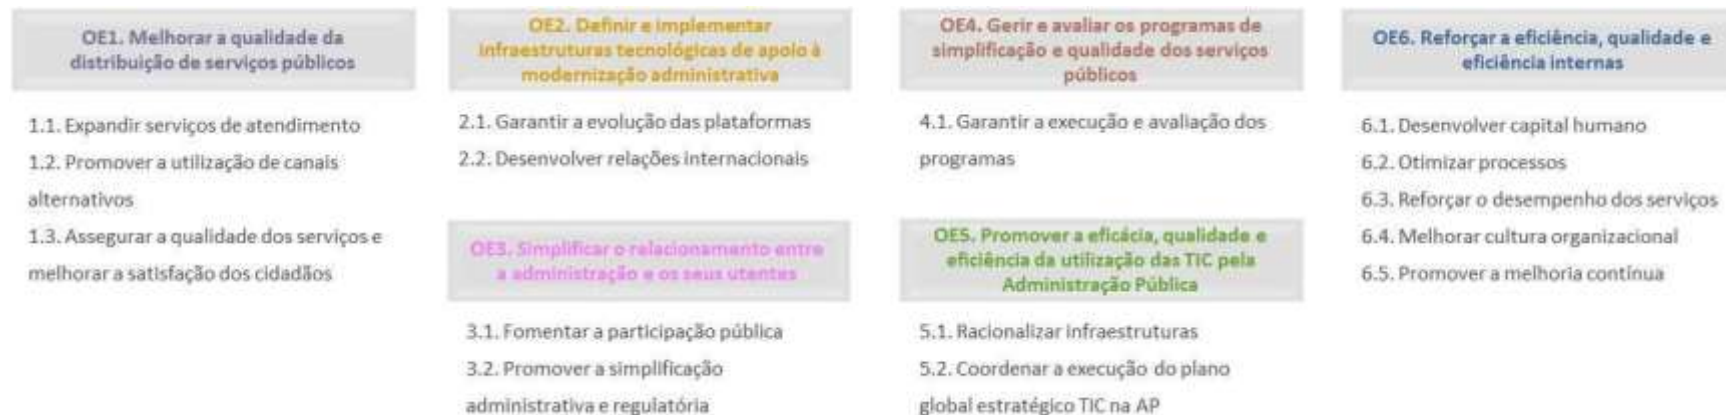 OE1. Melhorar a qualidade da
distribuição de serviços públicos
1.1. Expandir serviços de atendimento
1.2. Promover a utilização de canais
alternativos
1.3. Assegurar a qualidade dos serviços e
melhorar a satisfação dos cidadãos
OE2. Definir e implementar
infraestruturas tecnológicas de apoio à
modernização administrativa
2.1. Garantir a evolução das plataformas
2.2. Desenvolver relações internacionais
OE3. Simplificar o relacionamento entre
a administração e os seus utentes
3.1. Fomentar a participação pública
3.2. Promover a simplificação
administrativa e regulatória
OE4. Gerir e avaliar os programas de
simplificação e qualidade dos serviços
públicos
4.1. Garantir a execução e avaliação dos
programas
OE5. Promover a eficácia, qualidade e
eficiência da utilização das TIC pela
Administração Pública
5.1. Racionalizar infraestruturas
5.2. Coordenar a execução do plano
global estratégico TIC na AP
OE6. Reforçar a eficiência, qualidade e
eficiência internas
6.1. Desenvolver capital humano
6.2. Otimizar processos
6.3. Reforçar o desempenho dos serviços
6.4. Melhorar cultura organizacional
6.5. Promover a melhoria contínua